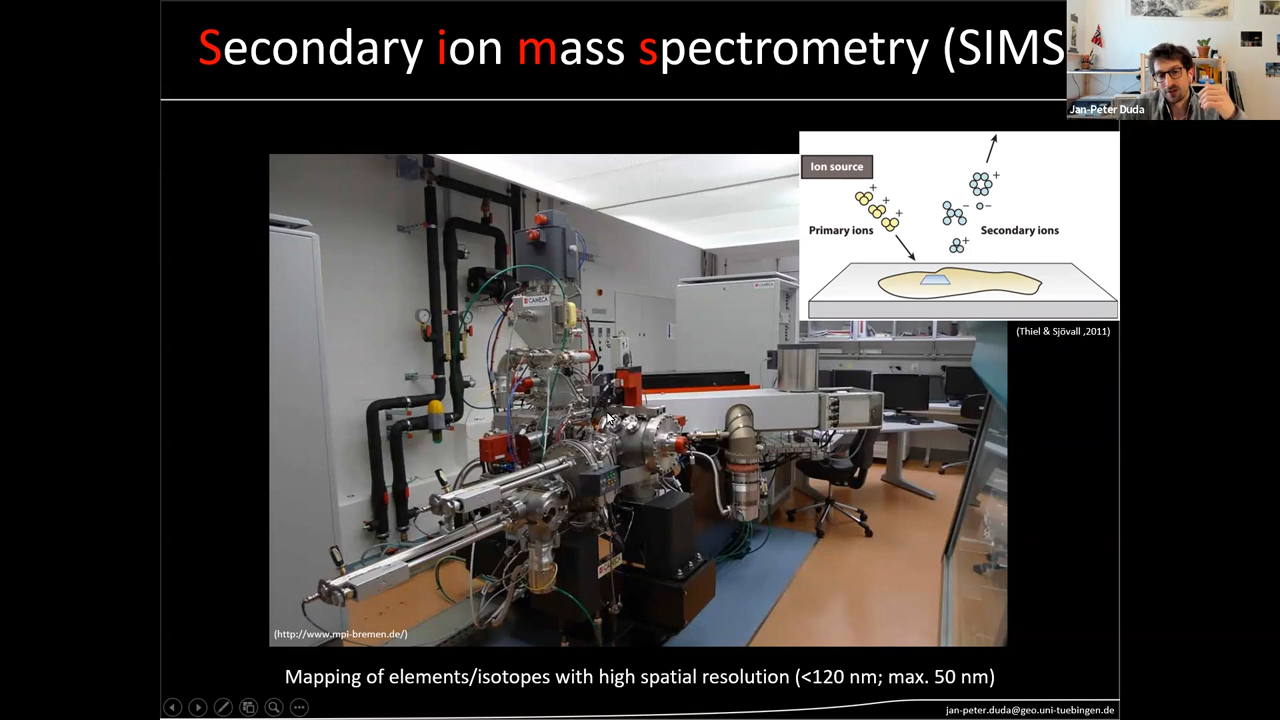 Secondary ion mass spectrometry (SIMS
Jan-Peter Duda
Ion source
Primary ions
Secondary ions
(Thiel & Sjövall ,2011)
CAMECA
CAMECA
(http://www.mpi-bremen.de/)
Mapping of elements/isotopes with high spatial resolution (<120 nm; max. 50 nm)
jan-peter.duda@geo.uni-tuebingen.de